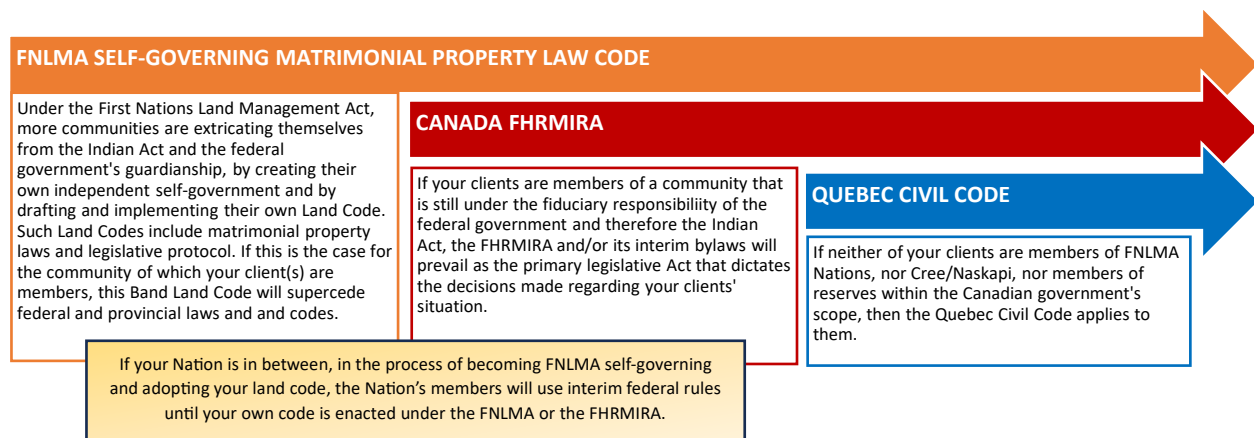 FNLMA SELF-GOVERNING MATRIMONIAL PROPERTY LAW CODE
Under the First Nations Land Management Act,
more communities are extricating themselves
from the Indian Act and the federal
government's guardianship, by creating their
own independent self-government and by
drafting and implementing their own Land Code.
Such Land Codes include matrimonial property
laws and legislative protocol. If this is the case for
the community of which your client(s) are
members, this Band Land Code will supercede
federal and provincial laws and and codes.
CANADA FHRMIRA
If your clients are members of a community that
is still under the fiduciary responsibiliity of the
federal government and therefore the Indian
Act, the FHRMIRA and/or its interim bylaws will
prevail as the primary legislative Act that dictates
the decisions made regarding your clients'
situation.
QUEBEC CIVIL CODE
If neither of your clients are members of FNLMA
Nations, nor Cree/Naskapi, nor members of
reserves within the Canadian government's
scope, then the Quebec Civil Code applies to
them.
If your Nation is in between, in the process of becoming FNLMA self-governing
and adopting your land code, the Nation's members will use interim federal rules
until your own code is enacted under the FNLMA or the FHRMIRA.